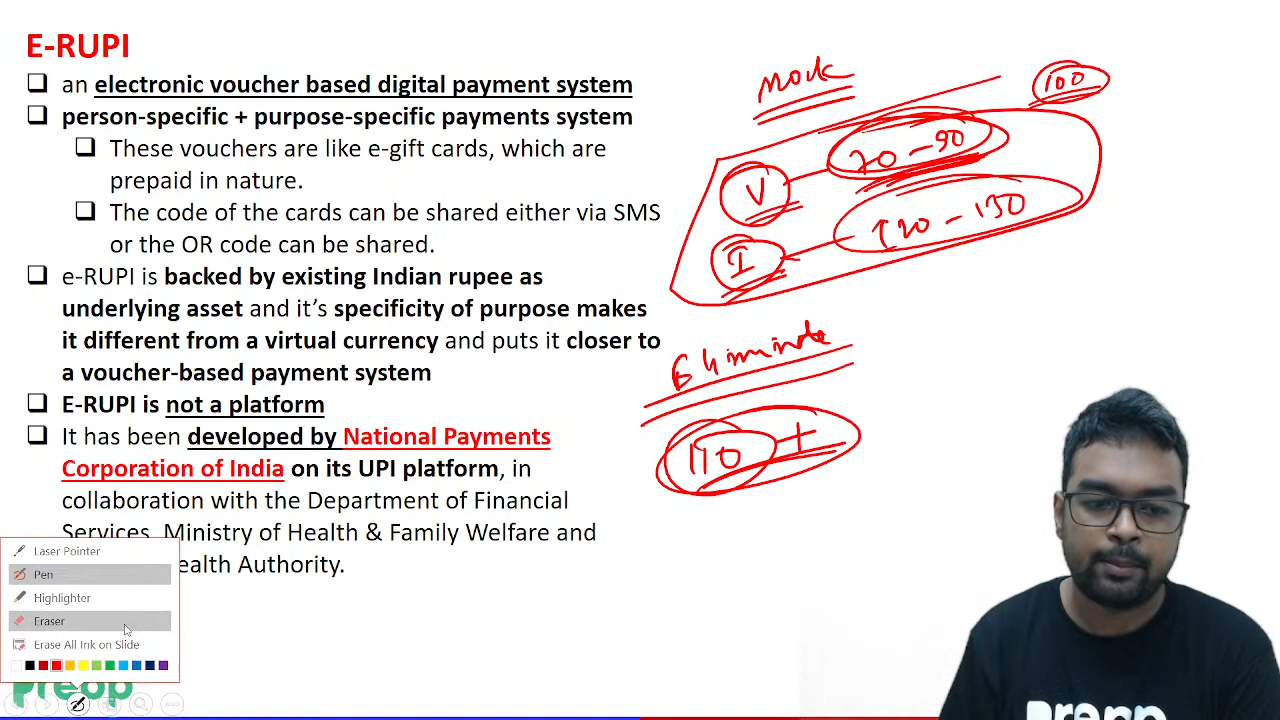 E-RUPI
❑ an electronic voucher based digital payment system
❑ person-specific + purpose-specific payments system
❑ These vouchers are like e-gift cards, which are
prepaid in nature.
❑ The code of the cards can be shared either via SMS
or the OR code can be shared.
❑ e-RUPI is backed by existing Indian rupee as
underlying asset and it's specificity of purpose makes
it different from a virtual currency and puts it closer to
a voucher-based payment system
❑ E-RUPI is not a platform
❑ It has been developed by National Payments
Corporation of India on its UPI platform, in
collaboration with the Department of Financial
Services, Ministry of Health & Family Welfare and
ealth Authority.
Mock
100
V 70-90
I 120-130
Eliminate
110 +
Laser Pointer
Pen
Highlighter
Eraser
Erase All Ink on Slide
prepp
prepp